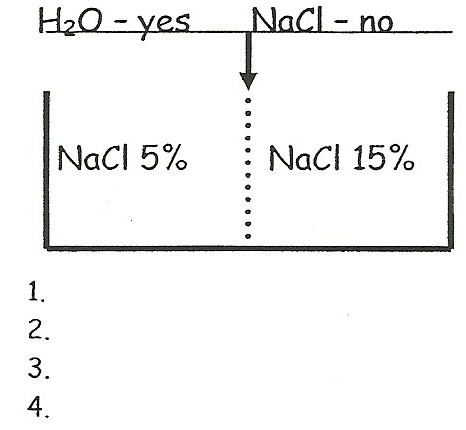 H₂O - yes NaCl - no
NaCl 5% NaCl 15%
1.
2.
3.
4.